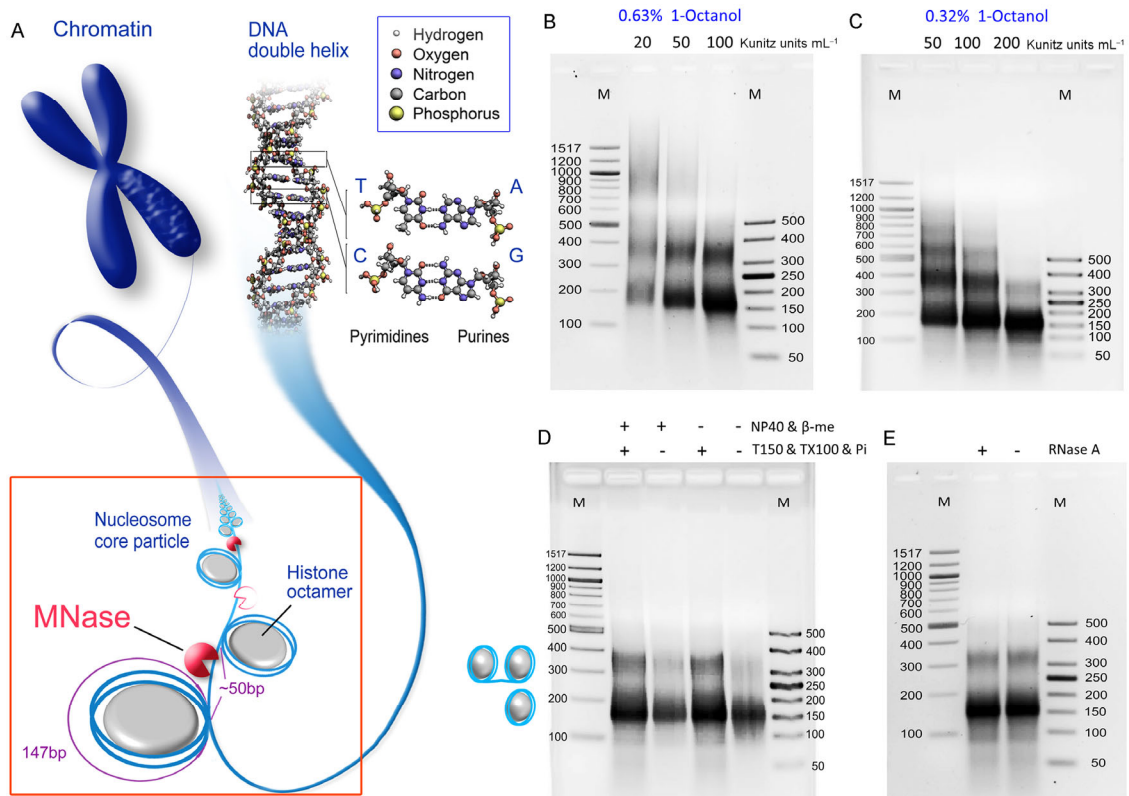 A
Chromatin
DNA
double helix
Hydrogen
Oxygen
Nitrogen
Carbon
Phosphorus
T
A
C
G
Pyrimidines
Purines
Nucleosome
core particle
Histone
octamer
MNase
~50bp
147bp
B
0.63% 1-Octanol
20 50 100 Kunitz units mL⁻¹
M
M
1517
1200
1000
900
800
700
600
500
400
300
200
100
500
400
300
250
200
150
100
50
C
0.32% 1-Octanol
50 100 200 Kunitz units mL⁻¹
M
M
1517
1200
1000
900
800
700
600
500
400
300
200
100
500
400
300
250
200
150
100
50
D
+ + - - NP40 & β-me
+ - + - T150 & TX100 & Pi
M
M
1517
1200
1000
900
800
700
600
500
400
300
200
100
500
400
300
250
200
150
100
50
E
+ - RNase A
M
M
1517
1200
1000
900
800
700
600
500
400
300
200
100
500
400
300
250
200
150
100
50